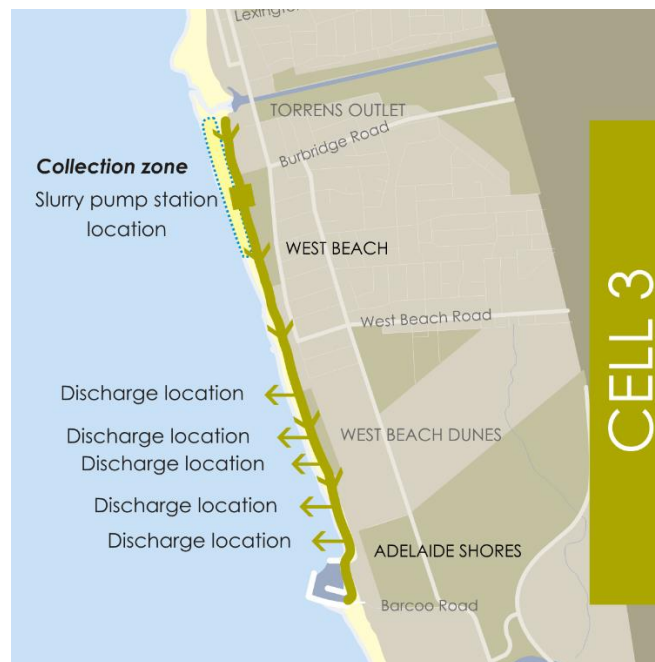 Lexington
TORRENS OUTLET
Burbridge Road
Collection zone
Slurry pump station
location
WEST BEACH
West Beach Road
CELL 3
Discharge location
Discharge location
WEST BEACH DUNES
Discharge location
Discharge location
Discharge location
ADELAIDE SHORES
Barcoo Road